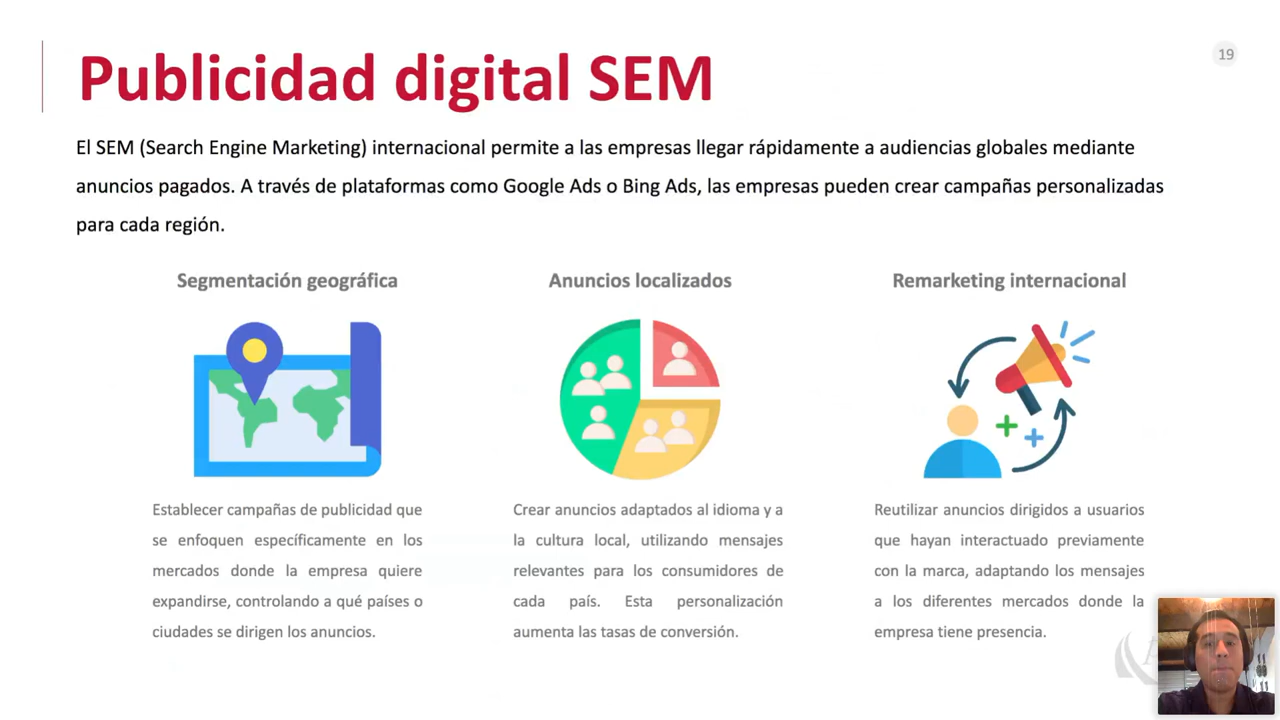 Publicidad digital SEM
19
El SEM (Search Engine Marketing) internacional permite a las empresas llegar rápidamente a audiencias globales mediante
anuncios pagados. A través de plataformas como Google Ads o Bing Ads, las empresas pueden crear campañas personalizadas
para cada región.
Segmentación geográfica
Establecer campañas de publicidad que
se enfoquen específicamente en los
mercados donde la empresa quiere
expandirse, controlando a qué países o
ciudades se dirigen los anuncios.
Anuncios localizados
Crear anuncios adaptados al idioma y a
la cultura local, utilizando mensajes
relevantes para los consumidores de
cada país. Esta personalización
aumenta las tasas de conversión.
Remarketing internacional
Reutilizar anuncios dirigidos a usuarios
que hayan interactuado previamente
con la marca, adaptando los mensajes
a los diferentes mercados donde la
empresa tiene presencia.